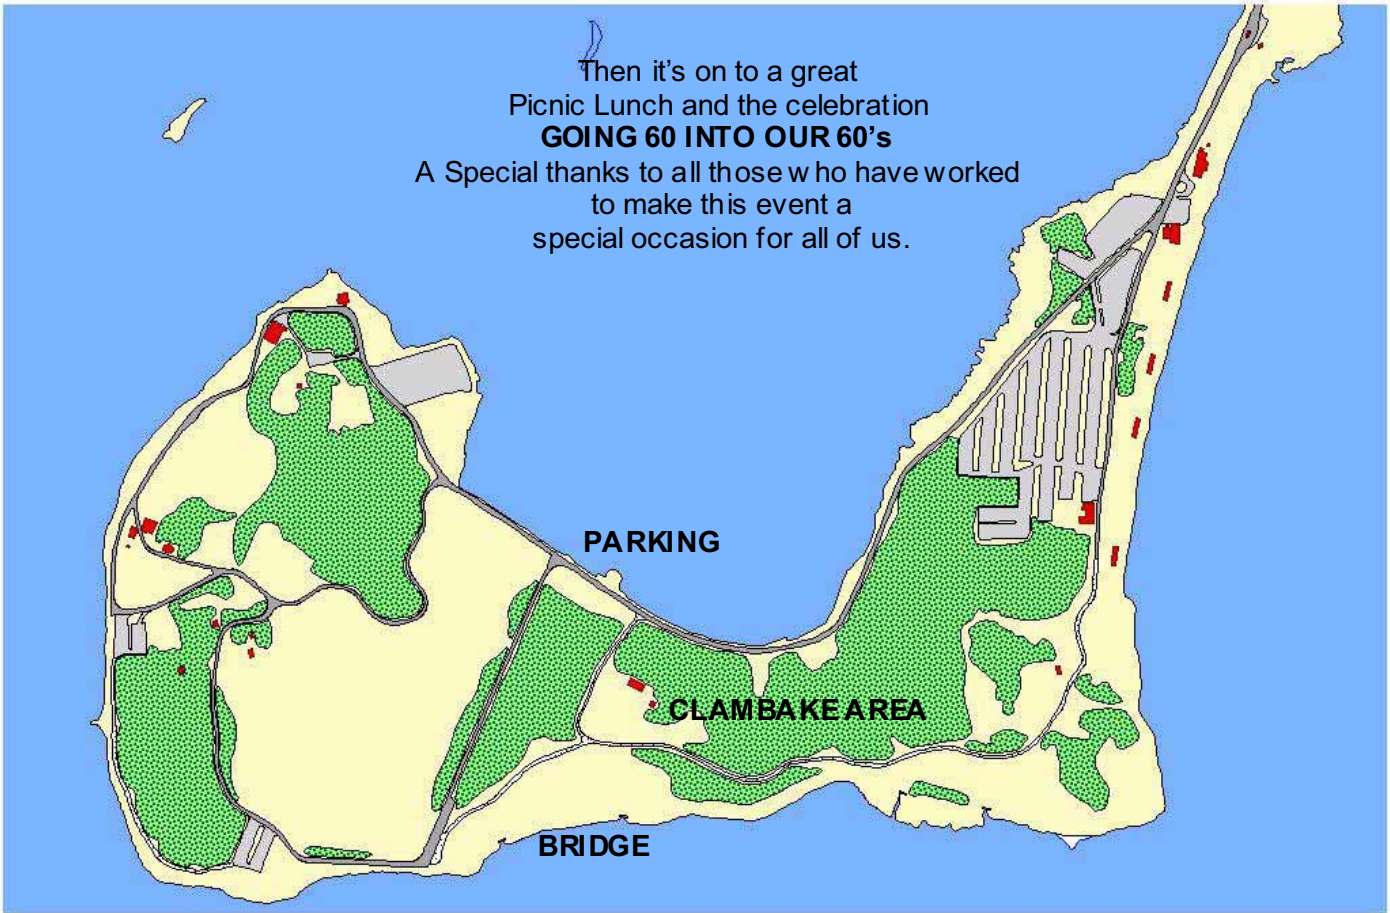 Then it's on to a great
Picnic Lunch and the celebration
GOING 60 INTO OUR 60's
A Special thanks to all those who have worked
to make this event a
special occasion for all of us.
PARKING
CLAMBAKE AREA
BRIDGE